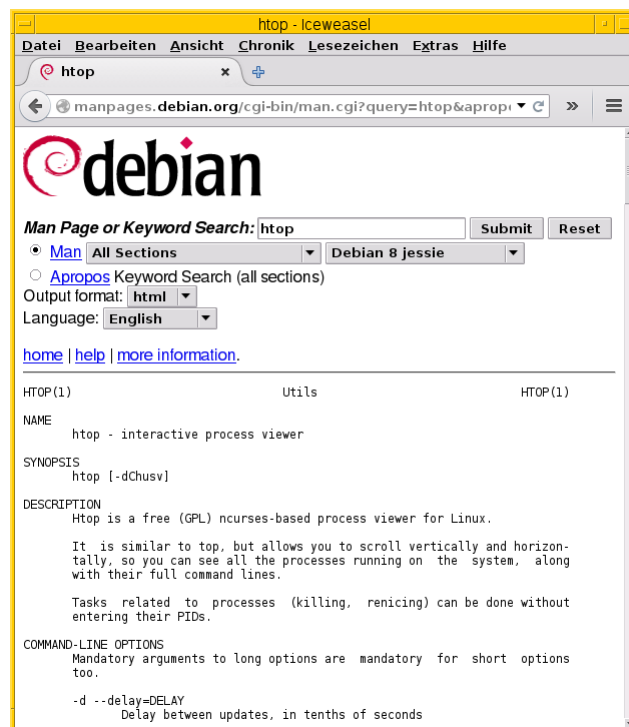 htop - Iceweasel
Datei Bearbeiten Ansicht Chronik Lesezeichen Extras Hilfe
htop
manpages.debian.org/cgi-bin/man.cgi?query=htop&apropo
debian
Man Page or Keyword Search: htop Submit Reset
Man All Sections Debian 8 jessie
Apropos Keyword Search (all sections)
Output format: html
Language: English
home | help | more information.
HTOP(1) Utils HTOP(1)
NAME
htop - interactive process viewer
SYNOPSIS
htop [-dChusv]
DESCRIPTION
Htop is a free (GPL) ncurses-based process viewer for Linux.
It is similar to top, but allows you to scroll vertically and horizon-
tally, so you can see all the processes running on the system, along
with their full command lines.
Tasks related to processes (killing, renicing) can be done without
entering their PIDs.
COMMAND-LINE OPTIONS
Mandatory arguments to long options are mandatory for short options
too.
-d --delay=DELAY
Delay between updates, in tenths of seconds